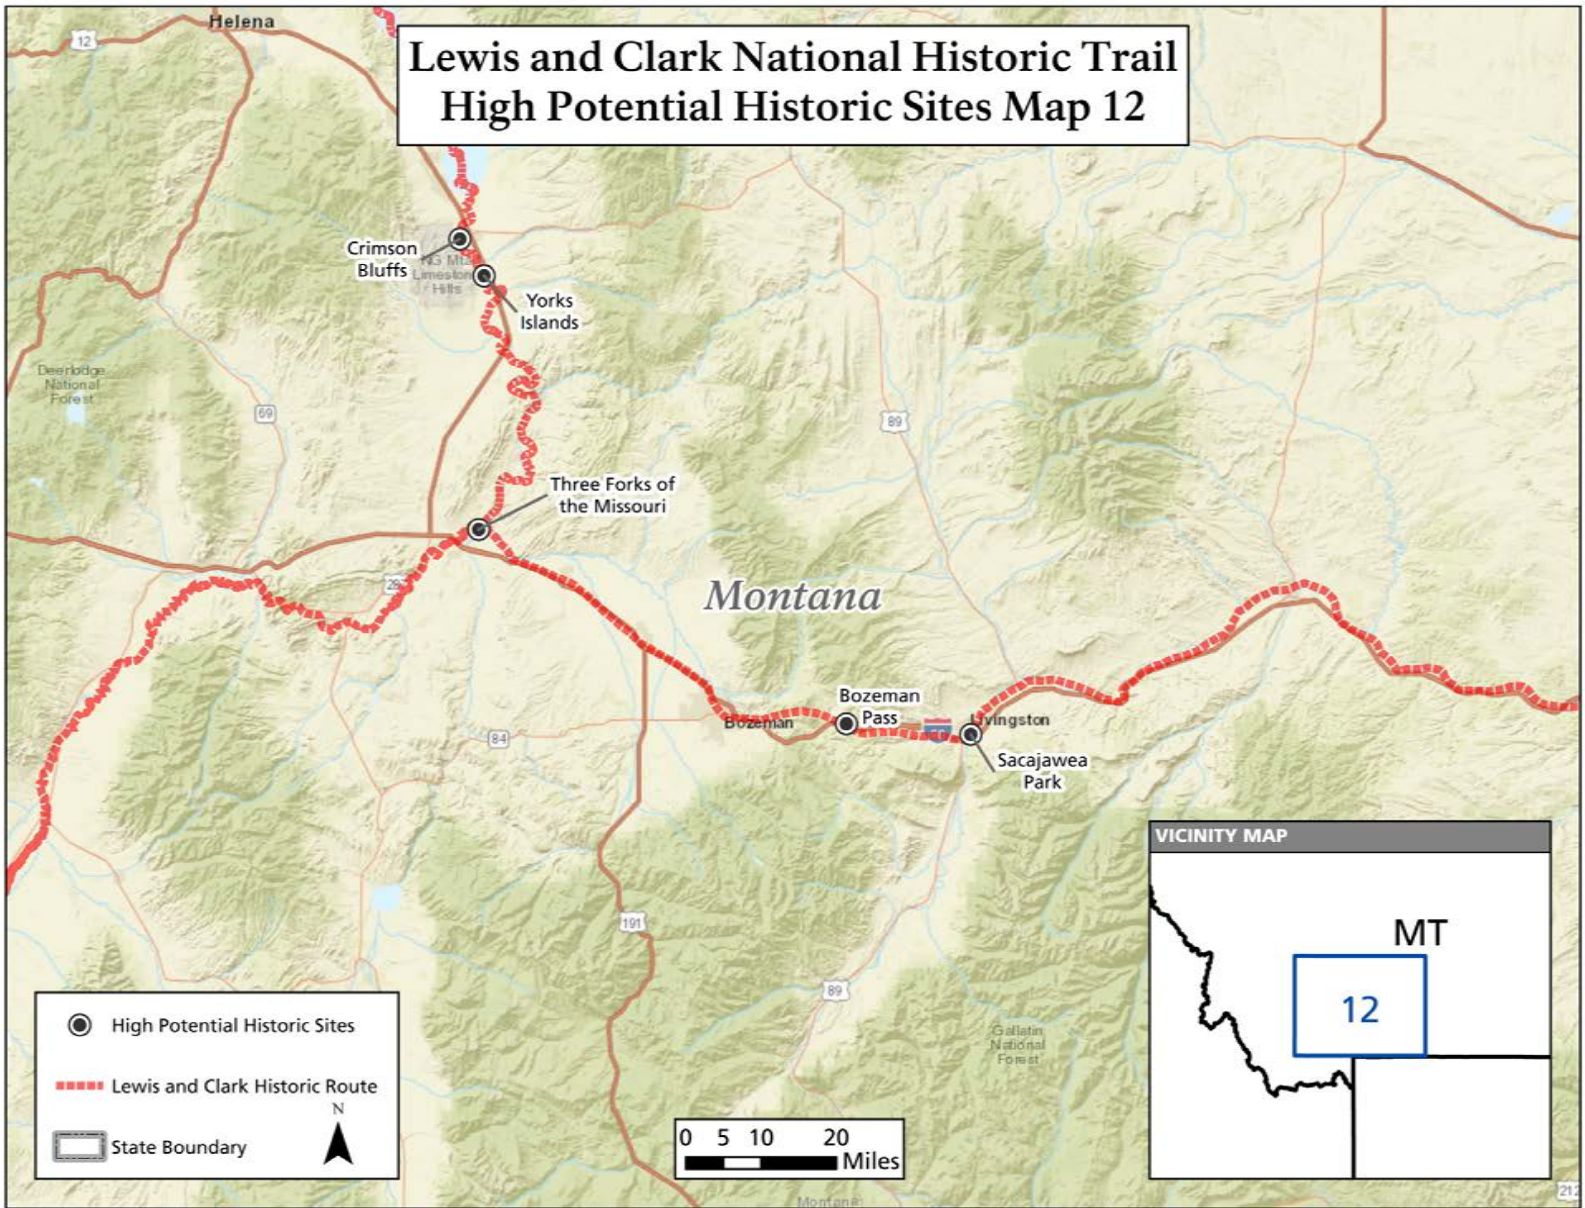 Helena
12
Lewis and Clark National Historic Trail
High Potential Historic Sites Map 12
Crimson
Bluffs
Limeston
Hills
Yorks
Islands
Deerlodge
National
Forest
69
89
Three Forks of
the Missouri
Montana
Bozeman
Pass
Bozeman
Livingston
84
Sacajawea
Park
191
89
Gallatin
National
Forest
VICINITY MAP
MT
12
High Potential Historic Sites
Lewis and Clark Historic Route
N
State Boundary
0 5 10 20
Miles
Montana
212